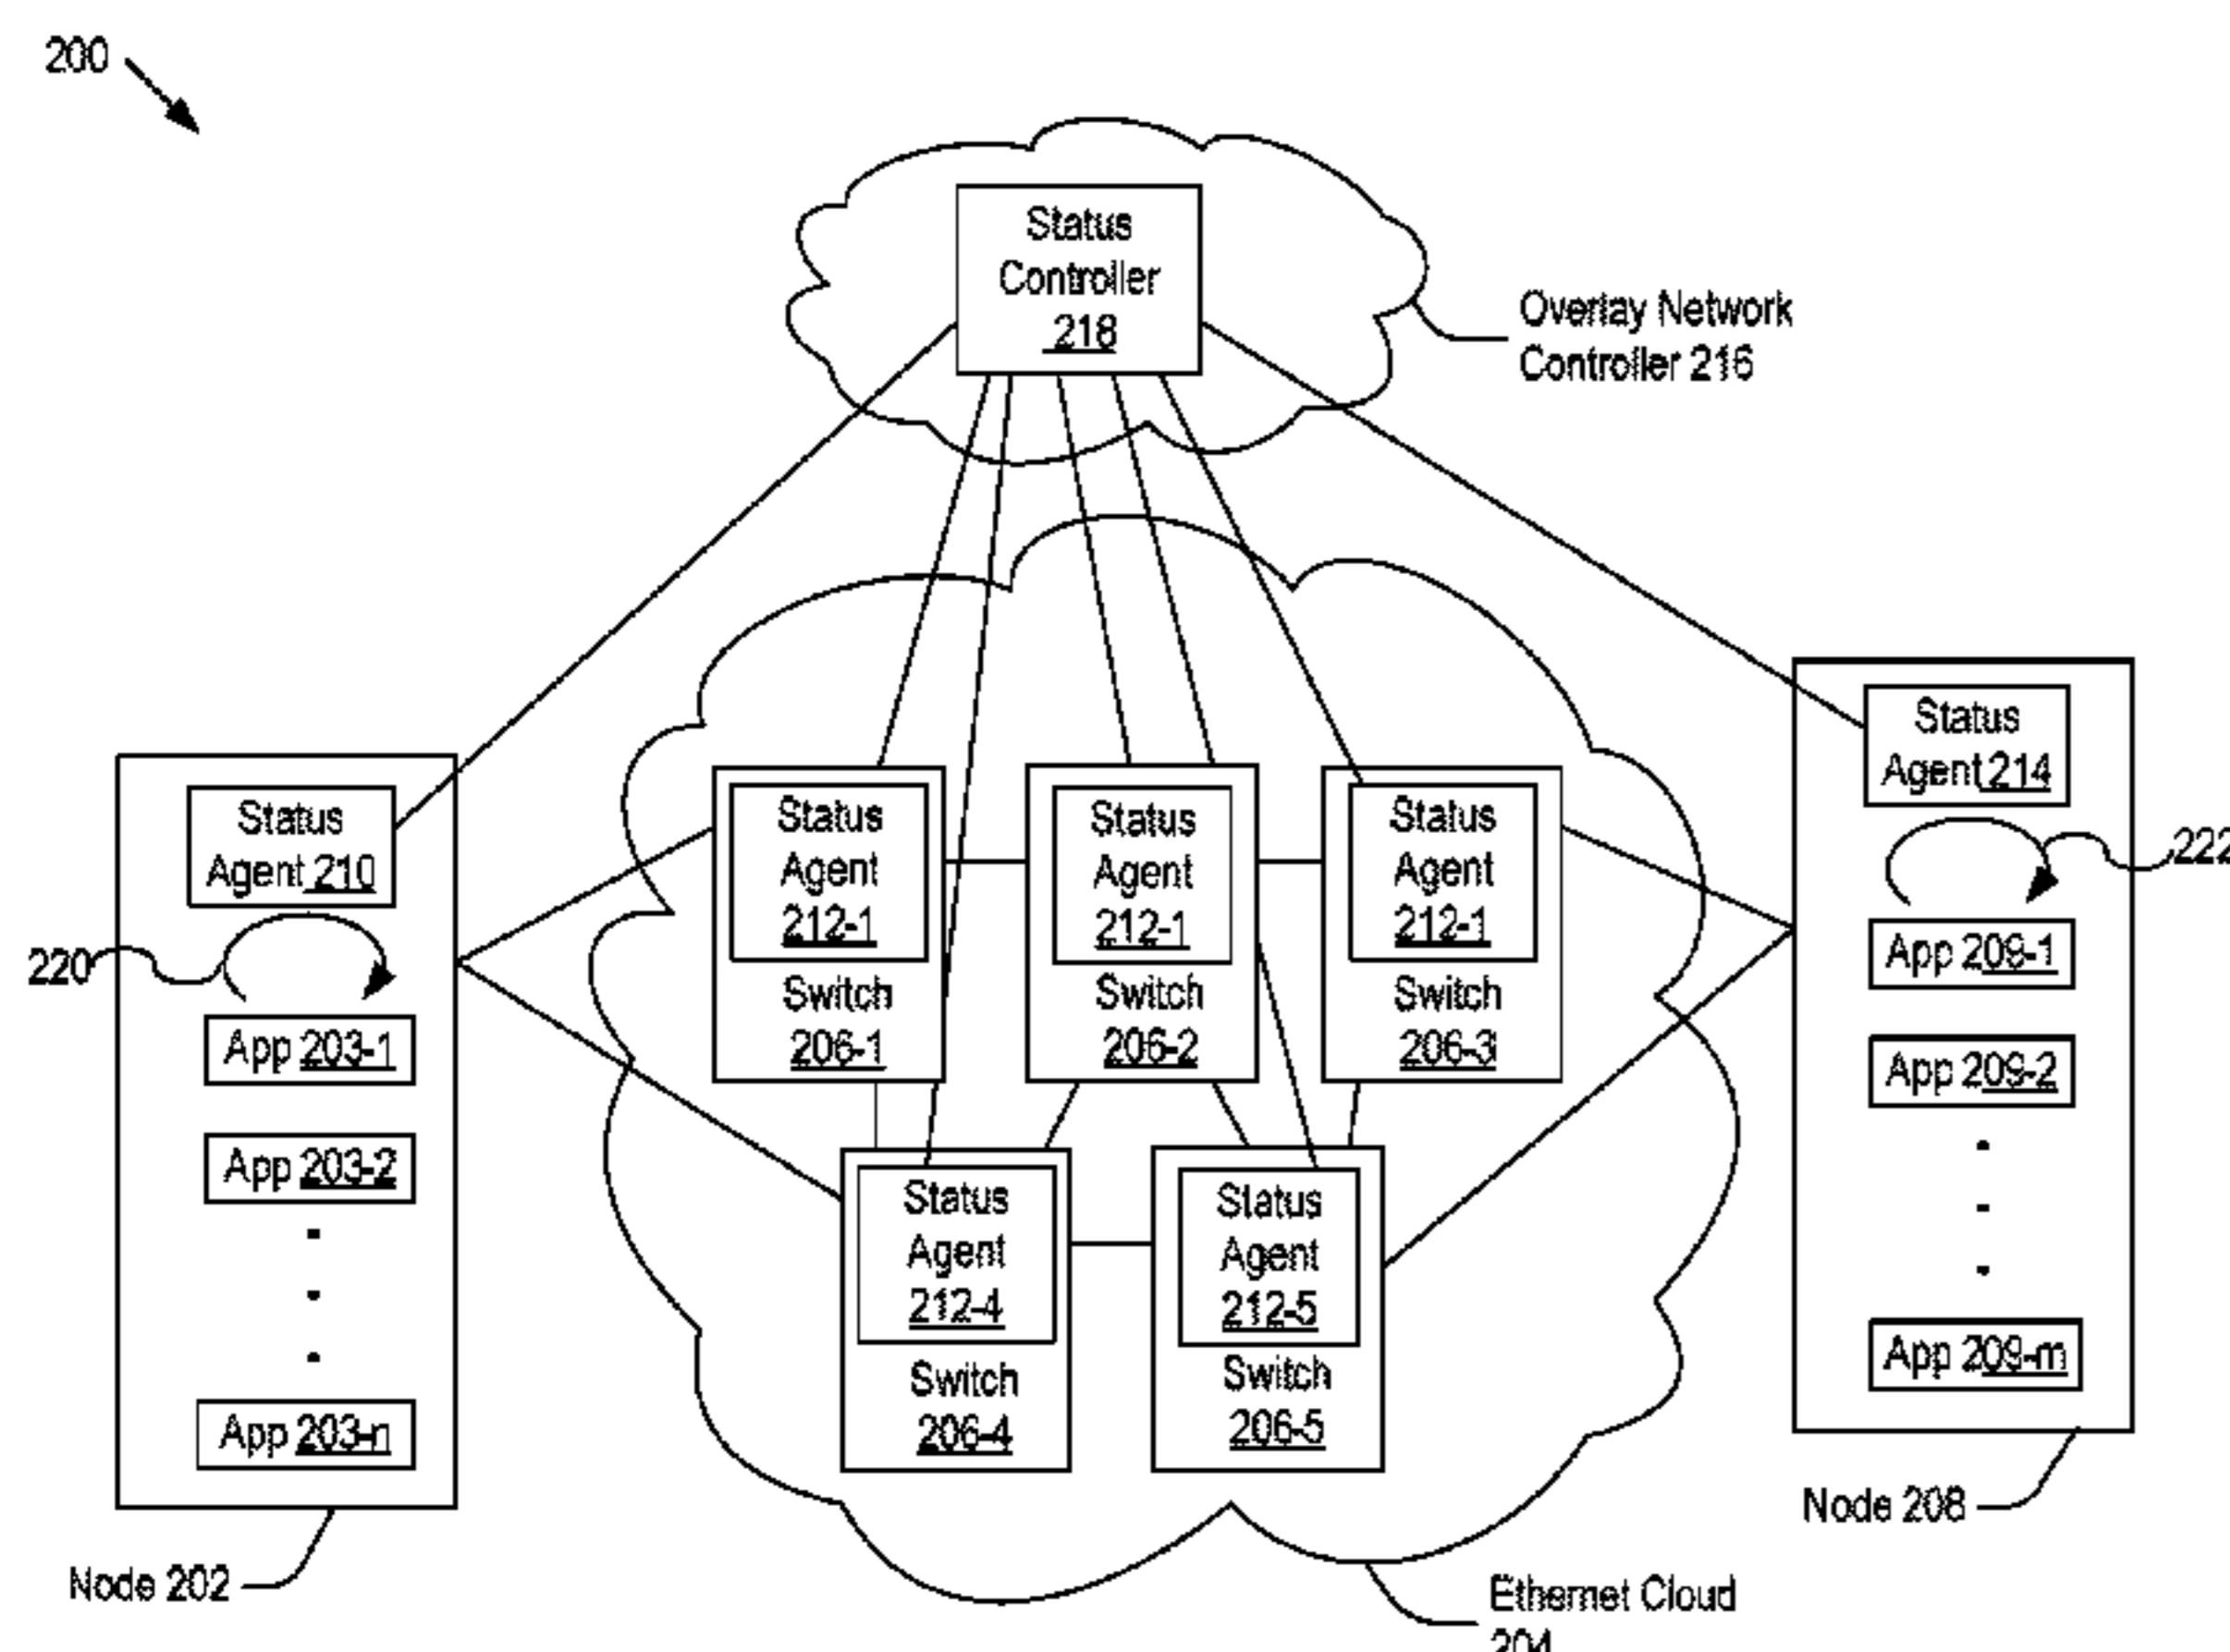 200
Status
Controller
218
Overlay Network
Controller 216
Status
Agent 210
220
App 203-1
App 203-2
App 203-n
Node 202
Status
Agent
212-1
Switch
206-1
Status
Agent
212-1
Switch
206-2
Status
Agent
212-1
Switch
206-3
Status
Agent
212-4
Switch
206-4
Status
Agent
212-5
Switch
206-5
Status
Agent 214
222
App 209-1
App 209-2
App 209-m
Node 208
Ethernet Cloud
204